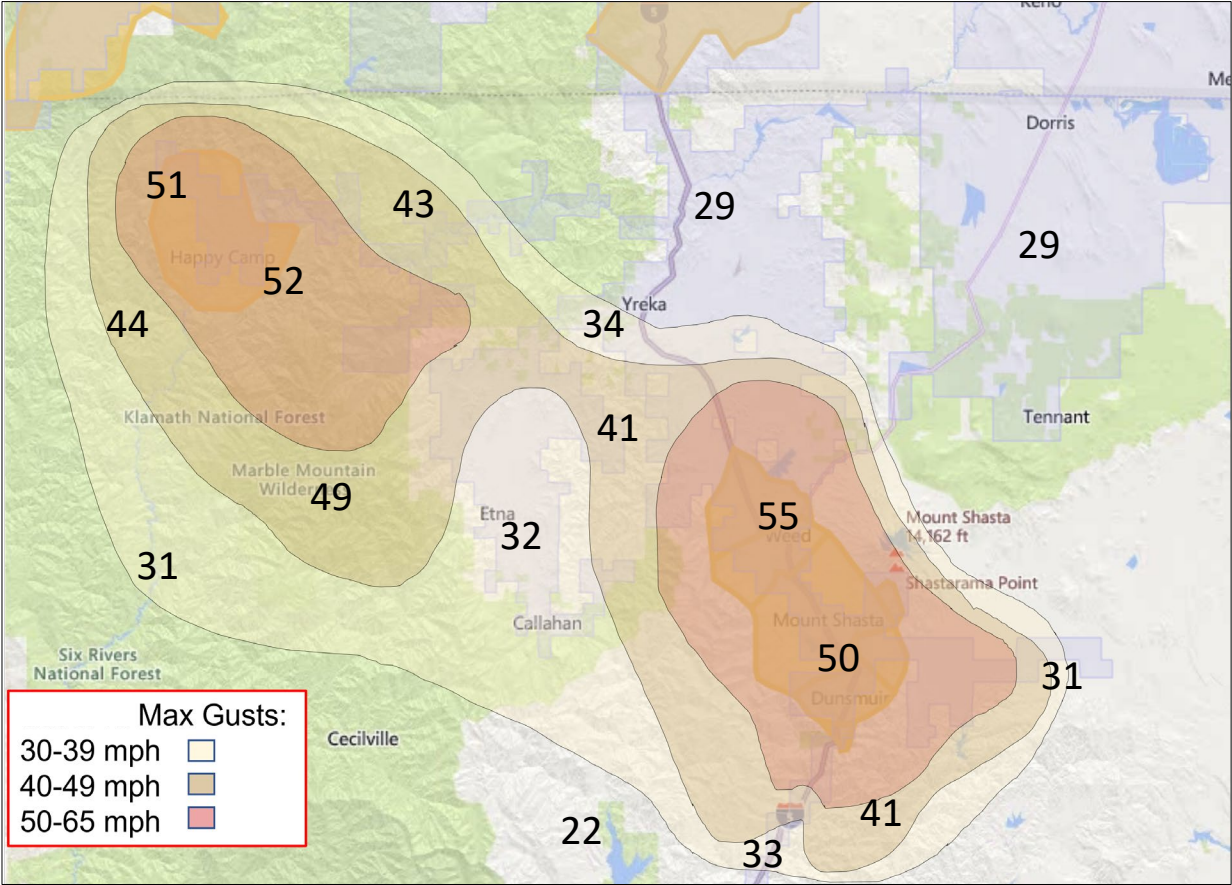 Keno
5
Me
Dorris
51
43
29
29
Happy Camp
52
44
34
Yreka
Klamath National Forest
41
Tennant
Marble Mountain
Wilderness
49
Etna
32
55
Weed
Mount Shasta
14,162 ft
31
Shastarama Point
Callahan
Mount Shasta
50
31
Six Rivers
National Forest
Dunsmuir
Max Gusts:
30-39 mph
40-49 mph
50-65 mph
Cecilville
22
33
41